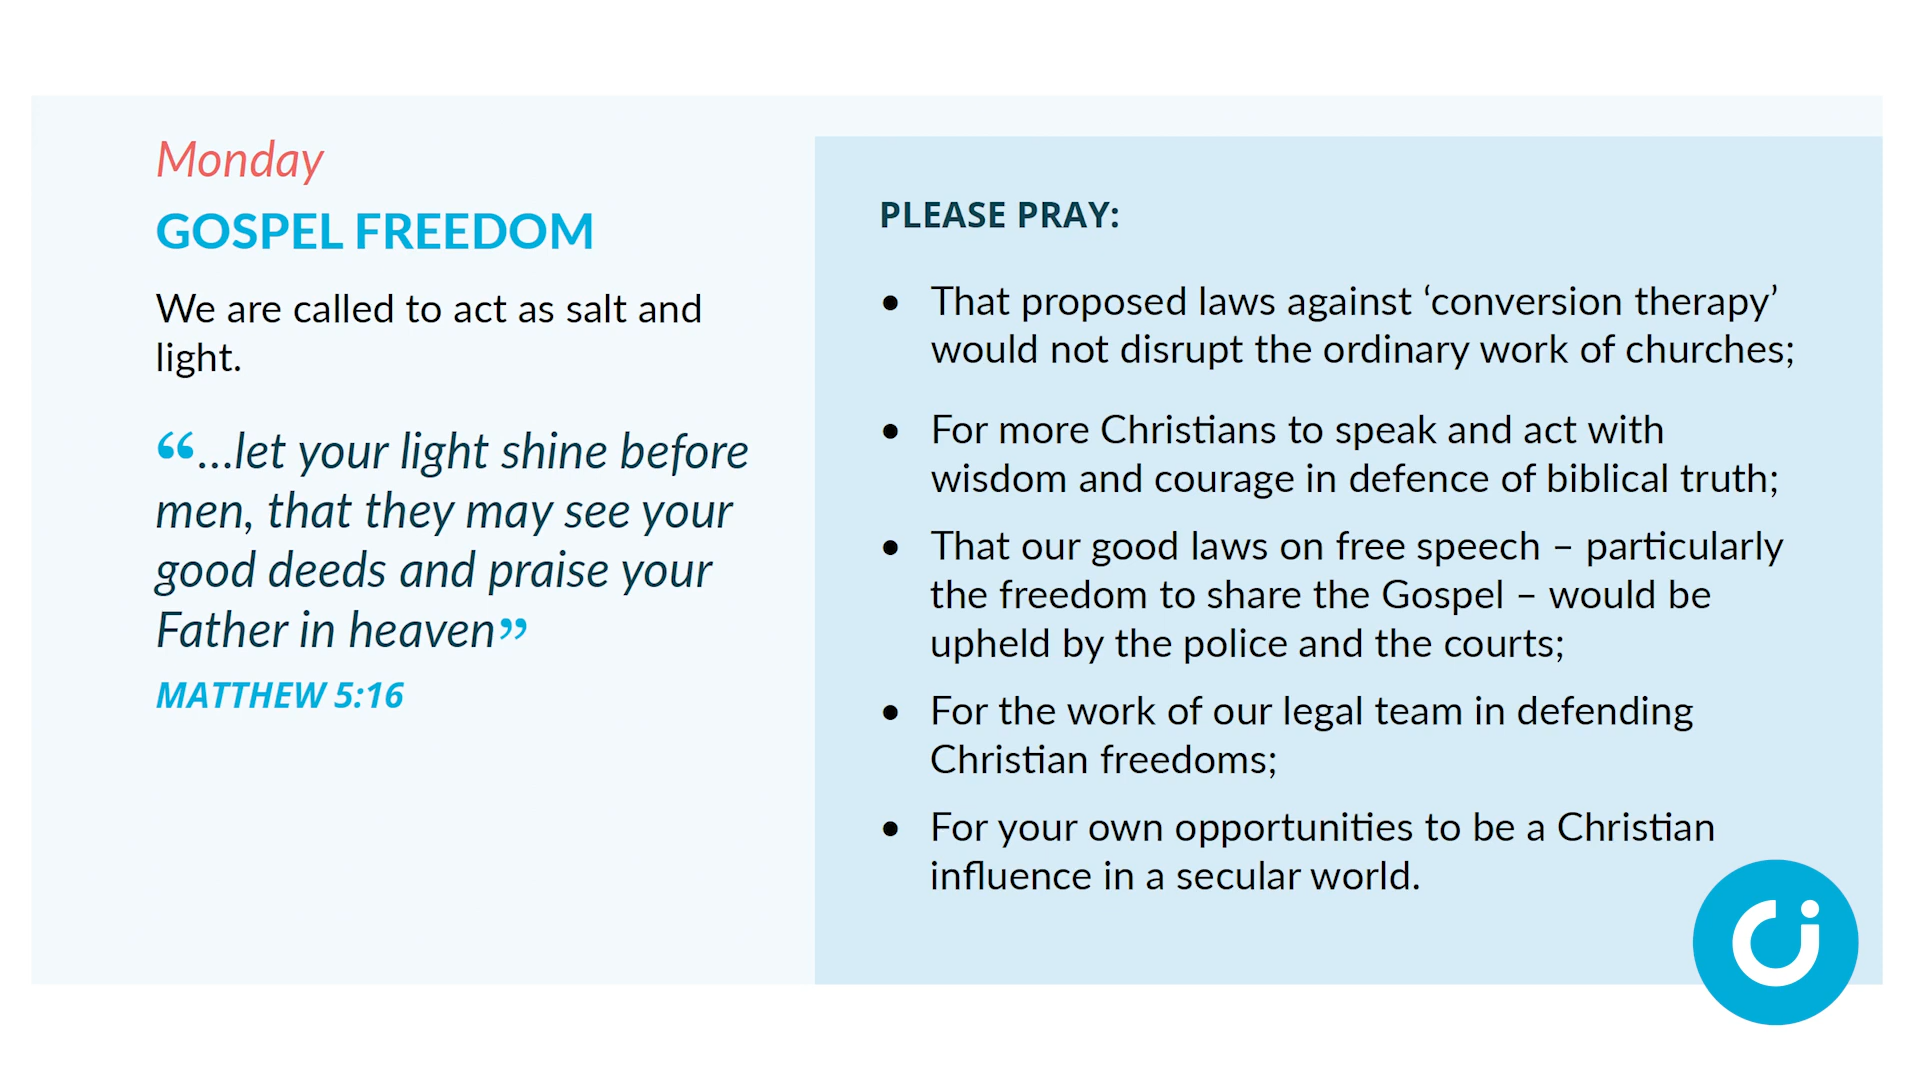 Monday
GOSPEL FREEDOM
We are called to act as salt and
light.
“...let your light shine before
men, that they may see your
good deeds and praise your
Father in heaven”
MATTHEW 5:16
PLEASE PRAY:
• That proposed laws against ‘conversion therapy’
would not disrupt the ordinary work of churches;
• For more Christians to speak and act with
wisdom and courage in defence of biblical truth;
• That our good laws on free speech – particularly
the freedom to share the Gospel – would be
upheld by the police and the courts;
• For the work of our legal team in defending
Christian freedoms;
• For your own opportunities to be a Christian
influence in a secular world.